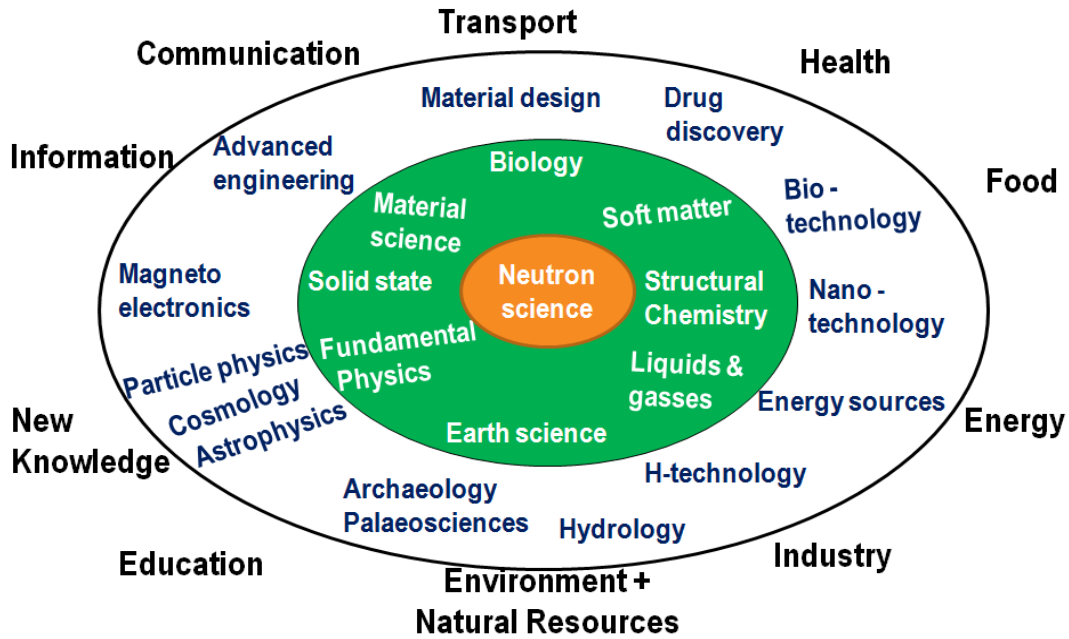 Transport
Communication
Health
Material design
Drug
discovery
Information
Advanced
engineering
Biology
Food
Bio -
technology
Material
science
Soft matter
Magneto
electronics
Solid state
Neutron
science
Structural
Chemistry
Nano -
technology
Fundamental
Physics
Liquids &
gasses
Particle physics
Cosmology
Astrophysics
Energy sources
New
Knowledge
Energy
Earth science
H-technology
Archaeology
Palaeosciences
Hydrology
Education
Industry
Environment +
Natural Resources